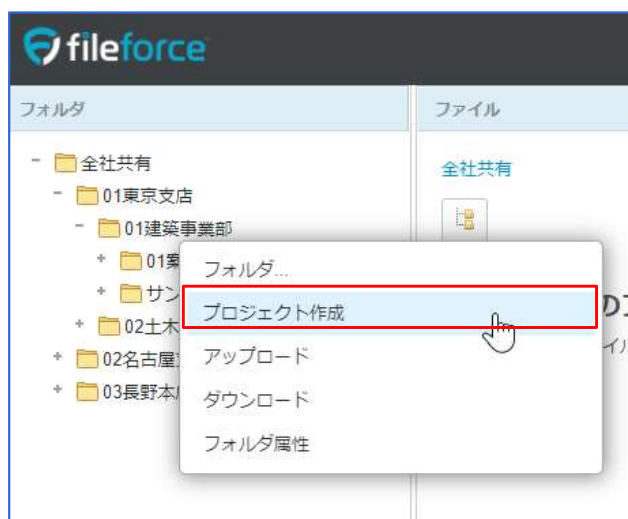 fileforce
フォルダ
ファイル
全社共有
全社共有
01東京支店
01建築事業部
01案
サン
02土木
02名古屋
03長野本
フォルダ...
プロジェクト作成
アップロード
ダウンロード
フォルダ属性
の
イル